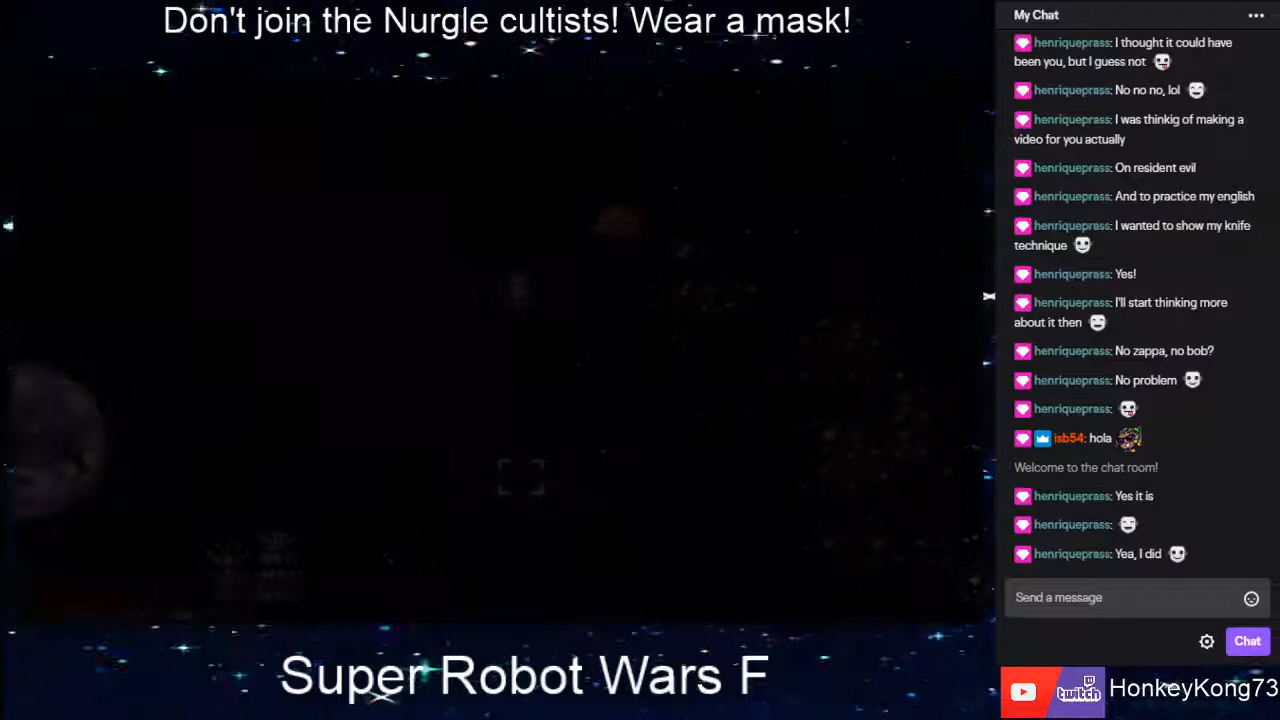 Don't join the Nurgle cultists! Wear a mask!
My Chat
henriqueprass: I thought it could have
been you, but I guess not
henriqueprass: No no no, lol
henriqueprass: I was thinkig of making a
video for you actually
henriqueprass: On resident evil
henriqueprass: And to practice my english
henriqueprass: I wanted to show my knife
technique
henriqueprass: Yes!
henriqueprass: I'll start thinking more
about it then
henriqueprass: No zappa, no bob?
henriqueprass: No problem
henriqueprass:
isb54: hola
Welcome to the chat room!
henriqueprass: Yes it is
henriqueprass:
henriqueprass: Yea, I did
Send a message
Chat
Super Robot Wars F
twitch HonkeyKong73